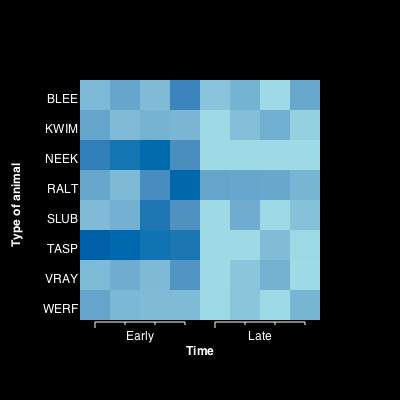 BLEE
KWIM
NEEK
RALT
SLUB
TASP
VRAY
WERF
Type of animal
Early Late
Time